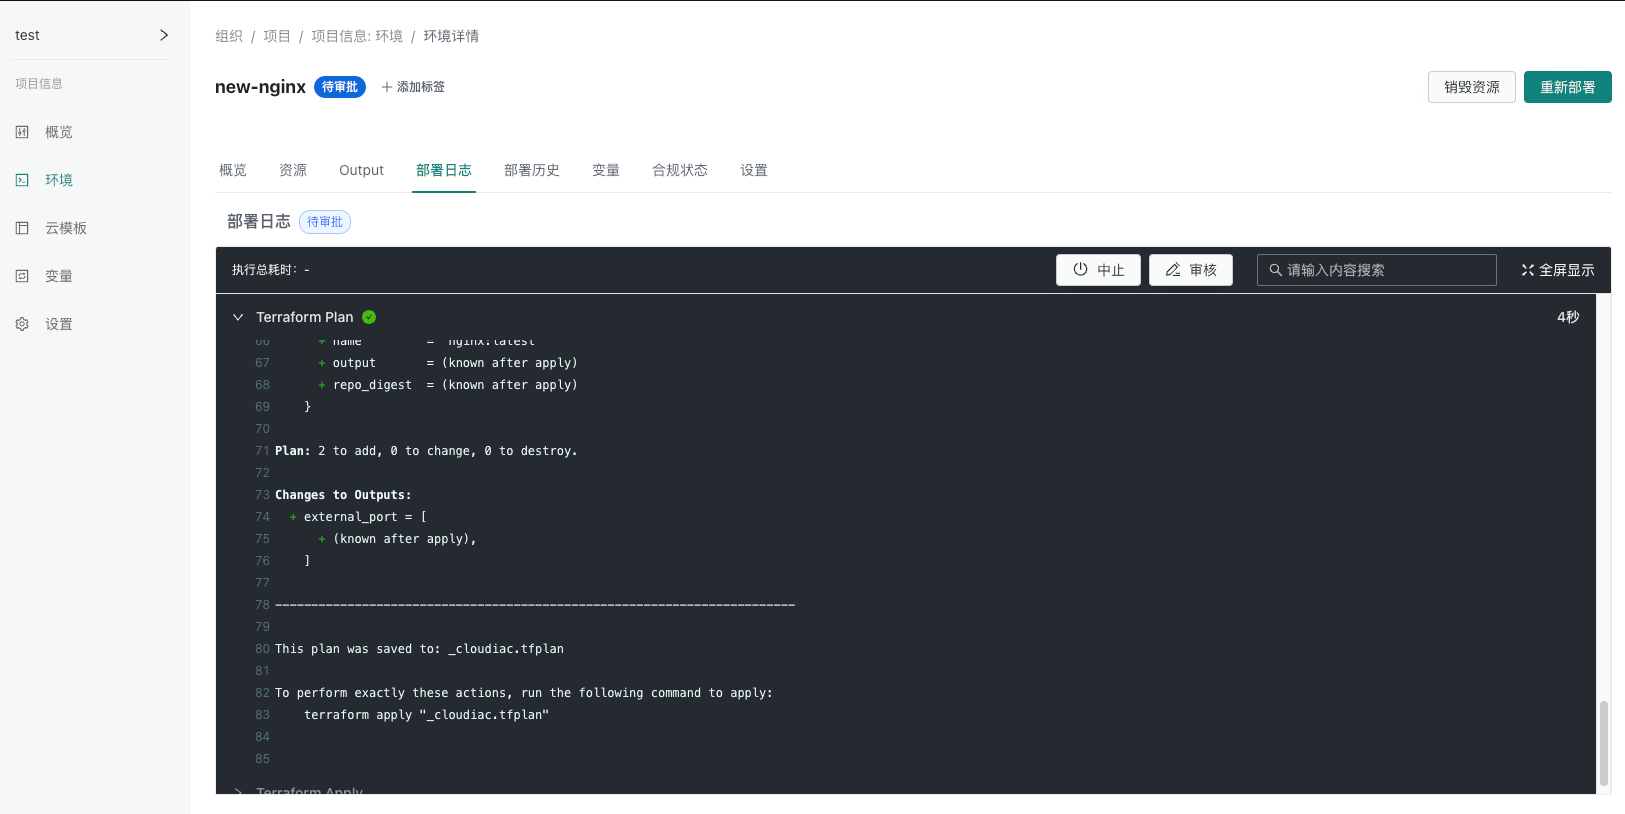 test
项目信息
概览
环境
云模板
变量
设置
组织 / 项目 / 项目信息: 环境 / 环境详情
new-nginx 待审批 + 添加标签
销毁资源 重新部署
概览 资源 Output 部署日志 部署历史 变量 合规状态 设置
部署日志 待审批
执行总耗时: -
中止 审核 请输入内容搜索 全屏显示
Terraform Plan 4秒
66 + name = "nginx:latest"
67 + output = (known after apply)
68 + repo_digest = (known after apply)
69 }
70
71 Plan: 2 to add, 0 to change, 0 to destroy.
72
73 Changes to Outputs:
74 + external_port = [
75 + (known after apply),
76 ]
77
78 ------------------------------------------------------------------------
79
80 This plan was saved to: _cloudiac.tfplan
81
82 To perform exactly these actions, run the following command to apply:
83 terraform apply "_cloudiac.tfplan"
84
85
Terraform Apply